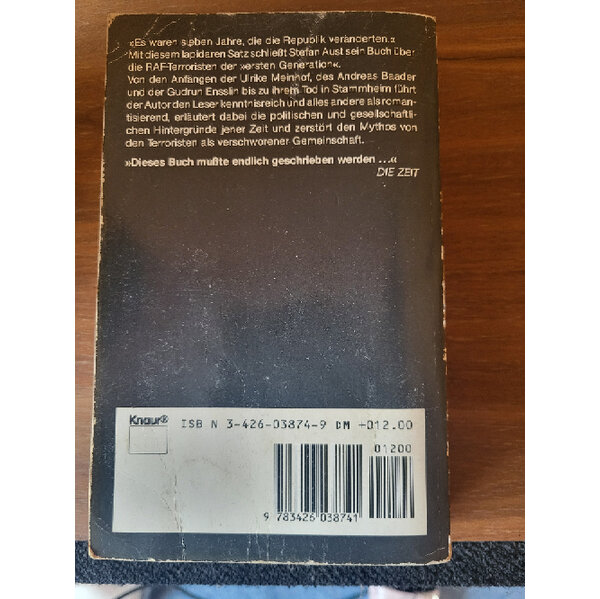 »Es waren sieben Jahre, die die Republik veränderten.«
Mit diesem lapidaren Satz schließt Stefan Aust sein Buch über
die RAF-Terroristen der »ersten Generation«.
Von den Anfängen der Ulrike Meinhof, des Andreas Baader
und der Gudrun Ensslin bis zu ihrem Tod in Stammheim führt
der Autor den Leser kenntnisreich und alles andere als roman-
tisierend, erläutert dabei die politischen und gesellschaftli-
chen Hintergründe jener Zeit und zerstört den Mythos von
den Terroristen als verschworener Gemeinschaft.
»Dieses Buch mußte endlich geschrieben werden ...«
DIE ZEIT
Knaur®
ISBN 3-426-03874-9 DM +012.00
01200
9 783426 038741